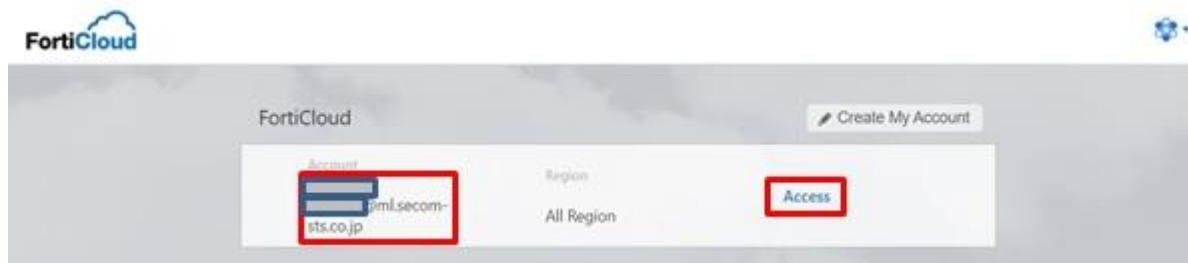 FortiCloud
FortiCloud
Create My Account
Account
Region
@ml.secom-
sts.co.jp
All Region
Access